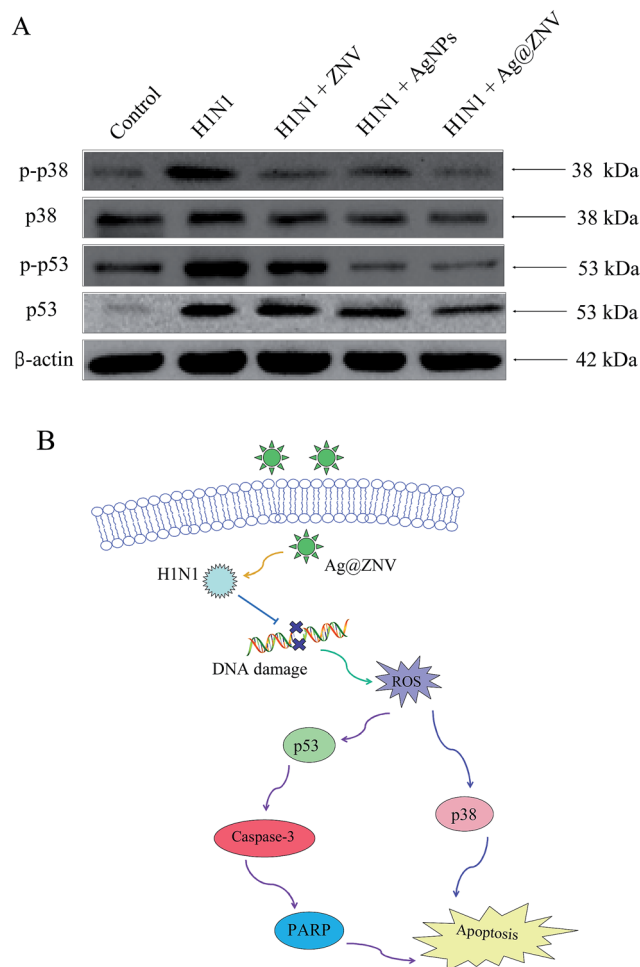 A
Control
H1N1
H1N1 + ZNV
H1N1 + AgNPs
H1N1 + Ag@ZNV
p-p38
38 kDa
p38
38 kDa
p-p53
53 kDa
p53
53 kDa
β-actin
42 kDa
B
Ag@ZNV
H1N1
DNA damage
ROS
p53
p38
Caspase-3
PARP
Apoptosis